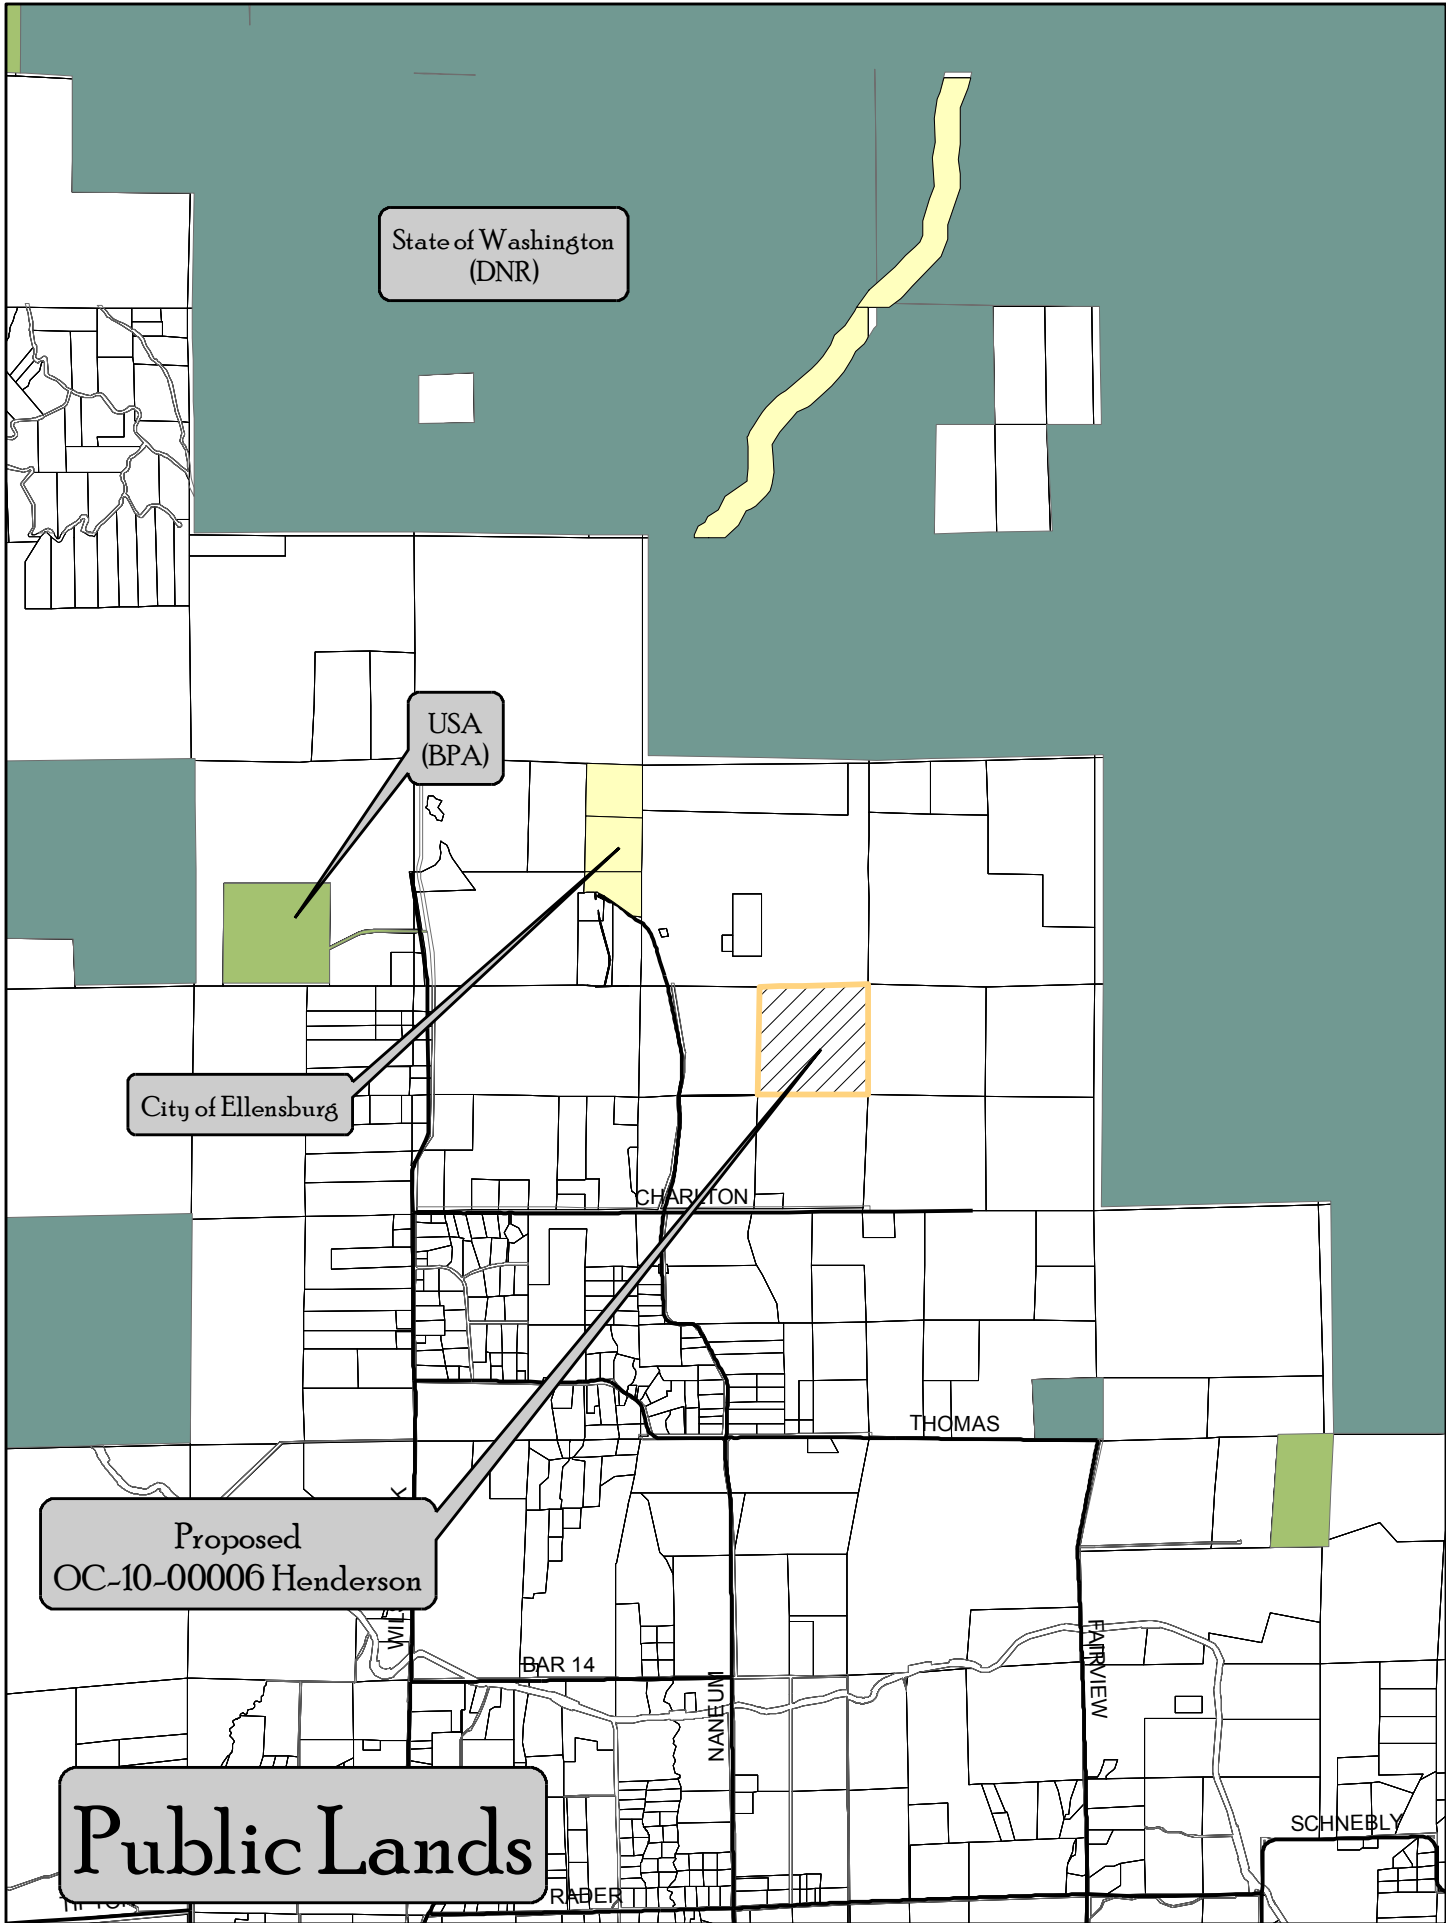 State of Washington
(DNR)
USA
(BPA)
City of Ellensburg
CHARLTON
THOMAS
Proposed
OC-10-00006 Henderson
FAIRVIEW
BAR 14
NANEUM
SCHNEBLY
Public Lands
RADER